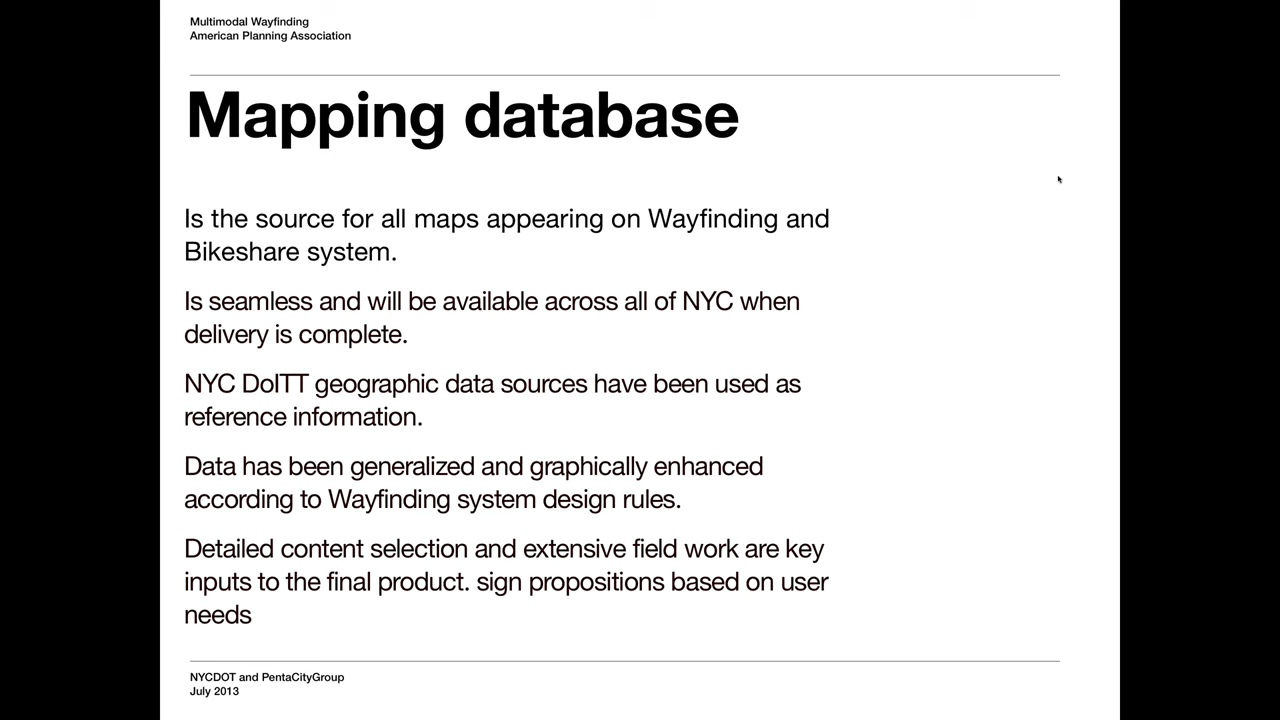 Multimodal Wayfinding
American Planning Association
Mapping database
Is the source for all maps appearing on Wayfinding and
Bikeshare system.
Is seamless and will be available across all of NYC when
delivery is complete.
NYC DoITT geographic data sources have been used as
reference information.
Data has been generalized and graphically enhanced
according to Wayfinding system design rules.
Detailed content selection and extensive field work are key
inputs to the final product. sign propositions based on user
needs
NYCDOT and PentaCityGroup
July 2013